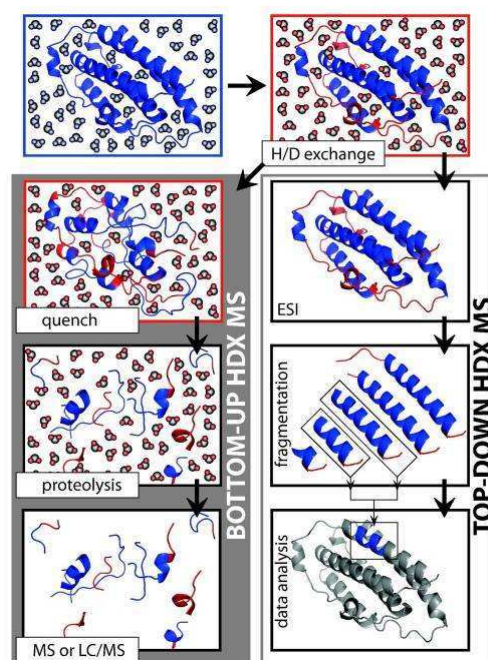 H/D exchange
quench
proteolysis
MS or LC/MS
BOTTOM-UP HDX MS
ESI
fragmentation
data analysis
TOP-DOWN HDX MS